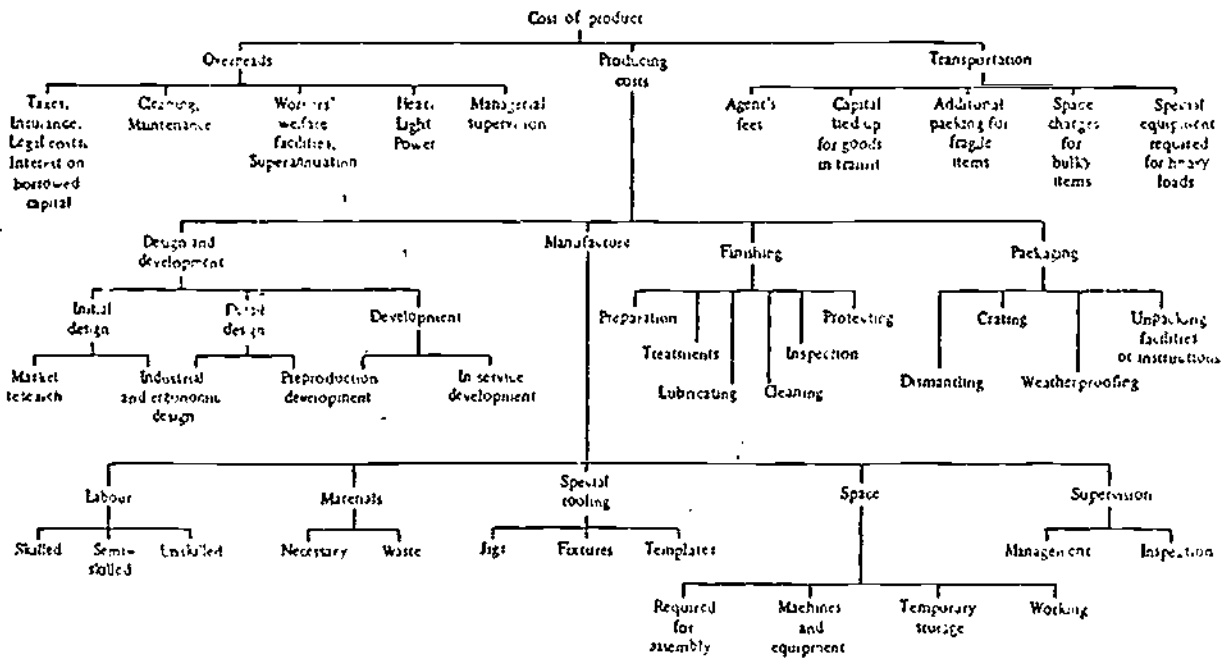 Cost of product
Overheads
Producing
costs
Transportation
Taxes,
Insurance,
Legal costs,
Interest on
borrowed
capital
Cleaning,
Maintenance
Workers'
welfare
facilities,
Superannuation
Heat,
Light
Power
Managerial
supervision
Agent's
fees
Capital
tied up
for goods
in transit
Additional
packing for
fragile
items
Space
charges
for
bulky
items
Special
equipment
required
for heavy
loads
Design and
development
Manufacture
Finishing
Packaging
Initial
design
Detail
design
Development
Preparation
Treatments
Lubricating
Cleaning
Inspection
Protecting
Dismantling
Crating
Weatherproofing
Unpacking
facilities
or instructions
Market
research
Industrial
and ergonomic
design
Preproduction
development
In service
development
Labour
Materials
Special
tooling
Space
Supervision
Skilled
Semi-
skilled
Unskilled
Necessary
Waste
Jigs
Fixtures
Templates
Management
Inspection
Required
for
assembly
Machines
and
equipment
Temporary
storage
Working